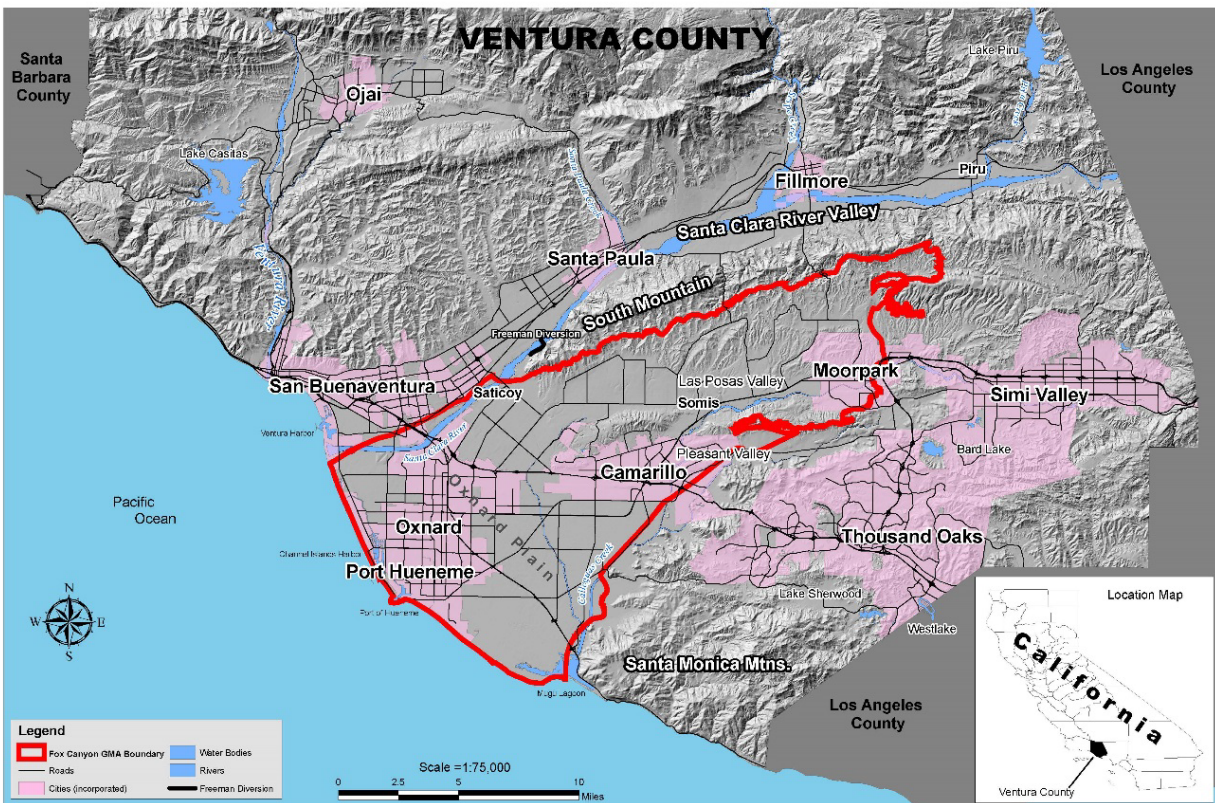 VENTURA COUNTY
Santa
Barbara
County
Lake Piru
Los Angeles
County
Ojai
Lake Casitas
Fillmore
Piru
Santa Clara River Valley
Santa Paula
Ventura River
South Mountain
Freeman Diversion
San Buenaventura
Saticoy
Moorpark
Las Posas Valley
Somis
Simi Valley
Ventura Harbor
Santa Clara River
Pleasant Valley
Bard Lake
Camarillo
Pacific
Ocean
Oxnard Plain
Oxnard
Thousand Oaks
Channel Islands Harbor
Port Hueneme
Port of Hueneme
Lake Sherwood
Westlake
Santa Monica Mtns.
Mugu Lagoon
Los Angeles
County
N
W E
S
Legend
Fox Canyon GMA Boundary
Water Bodies
Roads
Rivers
Cities (incorporated)
Freeman Diversion
Scale =1:75,000
0 2.5 5 10
Miles
Location Map
California
Ventura County